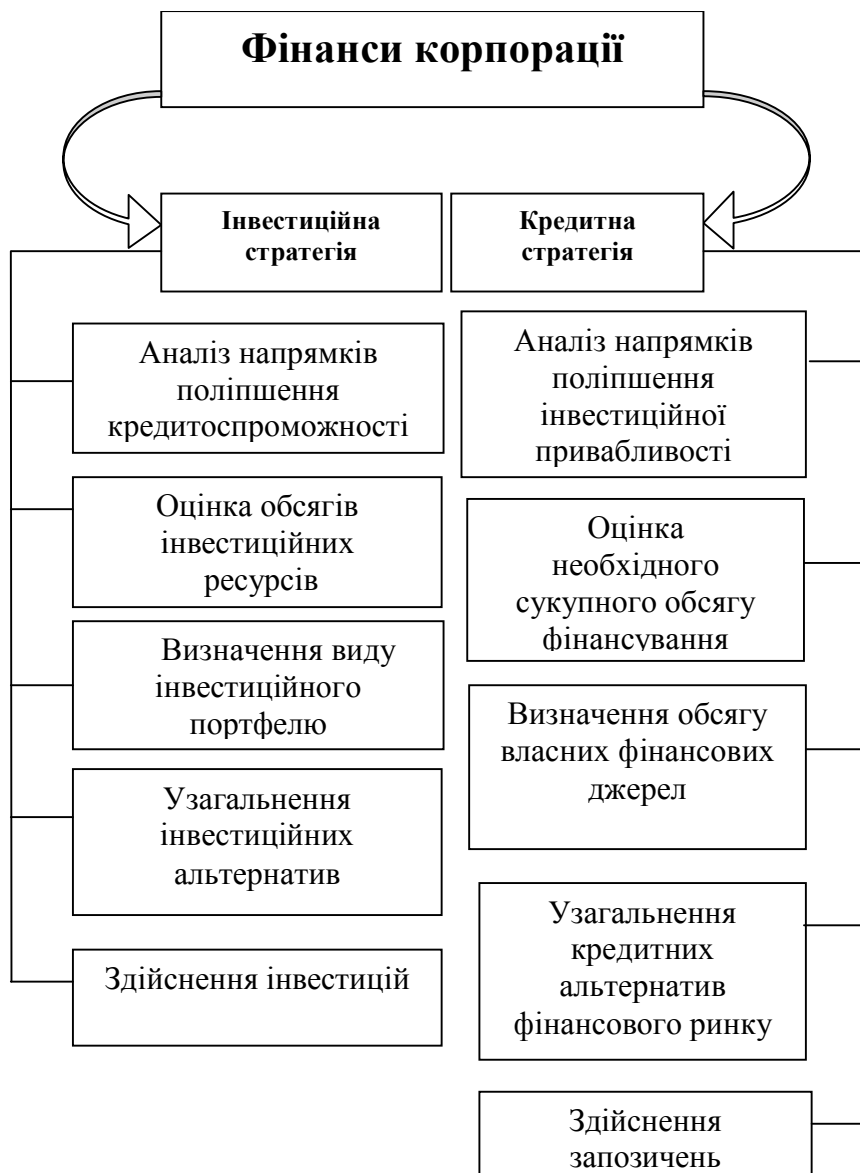 Фінанси корпорації
Інвестиційна
стратегія
Кредитна
стратегія
Аналіз напрямків
поліпшення
кредитоспроможності
Оцінка обсягів
інвестиційних
ресурсів
Визначення виду
інвестиційного
портфелю
Узагальнення
інвестиційних
альтернатив
Здійснення інвестицій
Аналіз напрямків
поліпшення
інвестиційної
привабливості
Оцінка
необхідного
сукупного обсягу
фінансування
Визначення обсягу
власних фінансових
джерел
Узагальнення
кредитних
альтернатив
фінансового ринку
Здійснення
запозичень